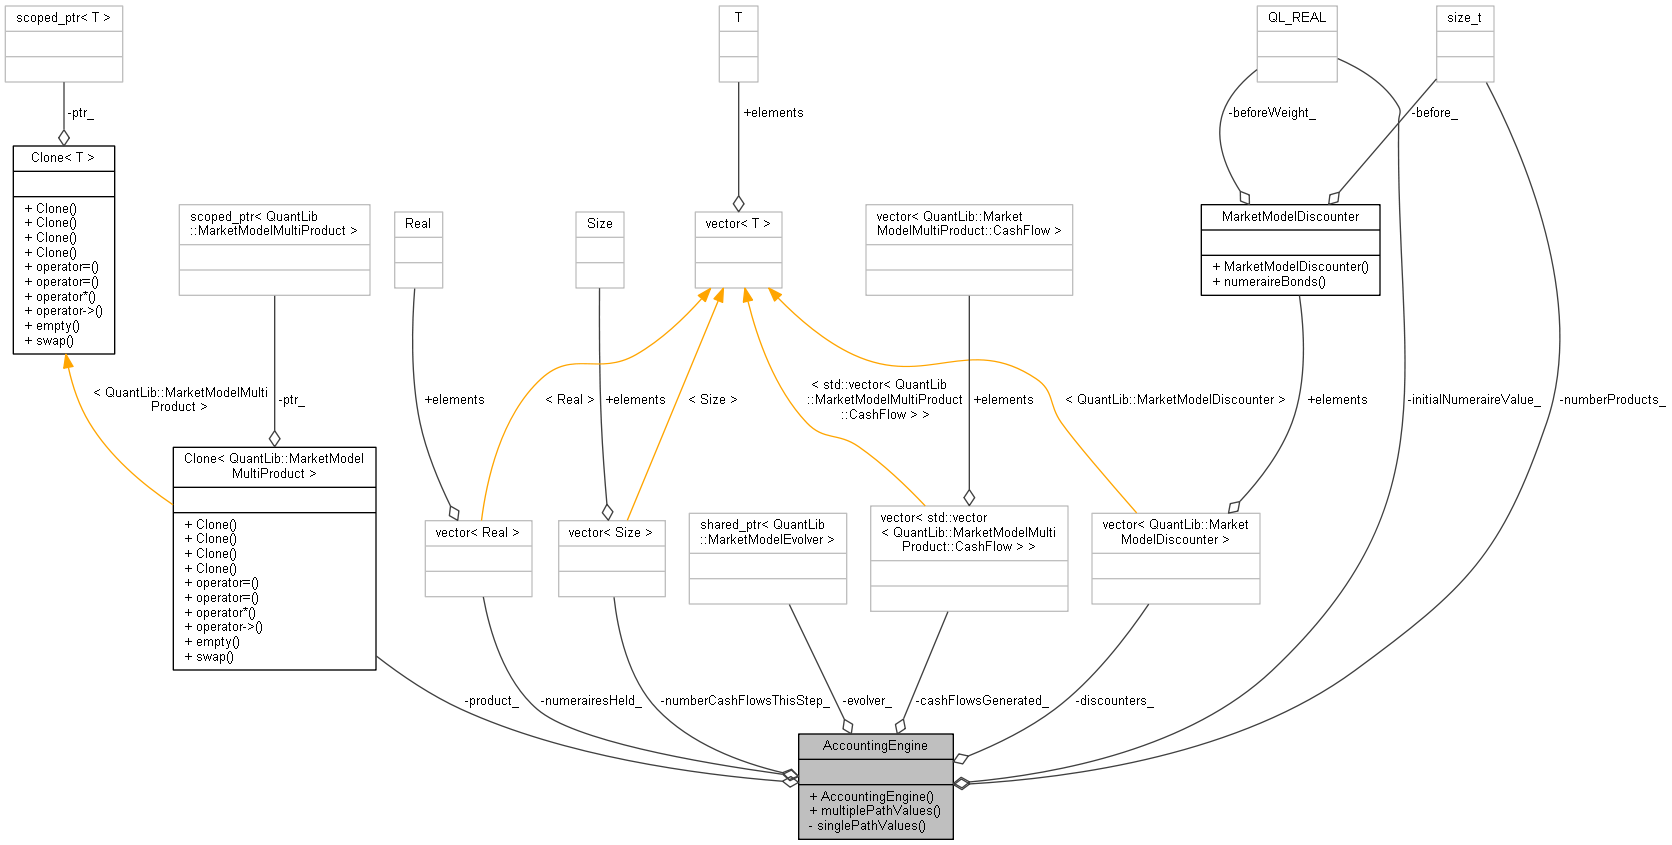 scoped_ptr< T >
T
QL_REAL
size_t
-ptr_
+elements
-beforeWeight_
-before_
Clone< T >
+ Clone()
+ Clone()
+ Clone()
+ Clone()
+ operator=()
+ operator=()
+ operator*()
+ operator->()
+ empty()
+ swap()
scoped_ptr< QuantLib
::MarketModelMultiProduct >
Real
Size
vector< T >
vector< QuantLib::Market
ModelMultiProduct::CashFlow >
MarketModelDiscounter
+ MarketModelDiscounter()
+ numeraireBonds()
< QuantLib::MarketModelMulti
Product >
-ptr_
+elements
< Real >
+elements
< Size >
< std::vector< QuantLib
::MarketModelMultiProduct
::CashFlow > >
+elements
< QuantLib::MarketModelDiscounter >
+elements
-initialNumeraireValue_
-numberProducts_
Clone< QuantLib::MarketModel
MultiProduct >
+ Clone()
+ Clone()
+ Clone()
+ Clone()
+ operator=()
+ operator=()
+ operator*()
+ operator->()
+ empty()
+ swap()
vector< Real >
vector< Size >
shared_ptr< QuantLib
::MarketModelEvolver >
vector< std::vector
< QuantLib::MarketModelMulti
Product::CashFlow > >
vector< QuantLib::Market
ModelDiscounter >
-product_
-numerairesHeld_
-numberCashFlowsThisStep_
-evolver_
-cashFlowsGenerated_
-discounters_
AccountingEngine
+ AccountingEngine()
+ multiplePathValues()
- singlePathValues()